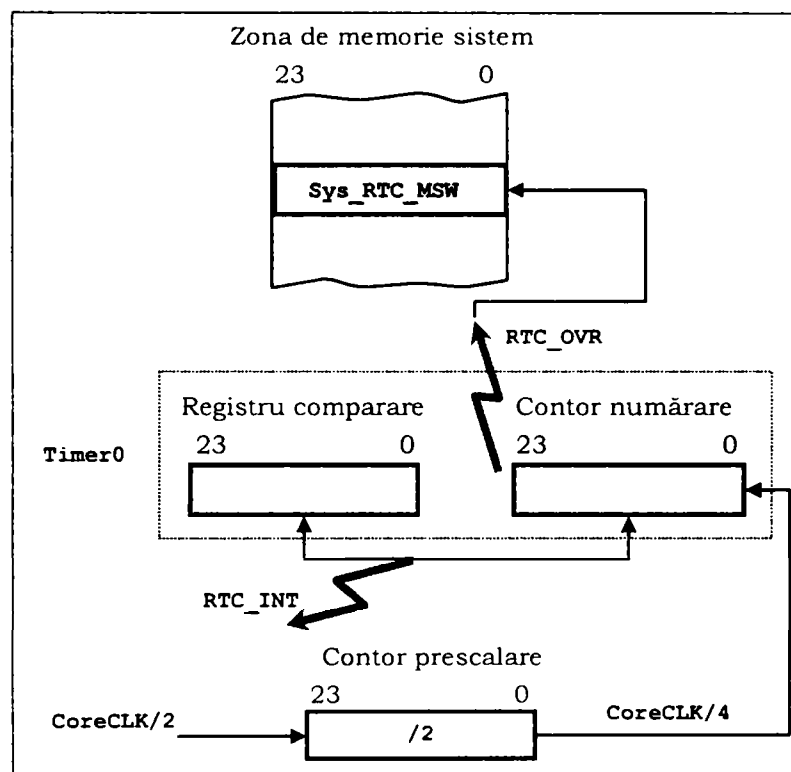 Zona de memorie sistem
23 0
Sys_RTC_MSW
RTC_OVR
Registru comparare Contor numărare
23 0 23 0
Timer0
RTC_INT
Contor prescalare
23 0
CoreCLK/2 /2 CoreCLK/4